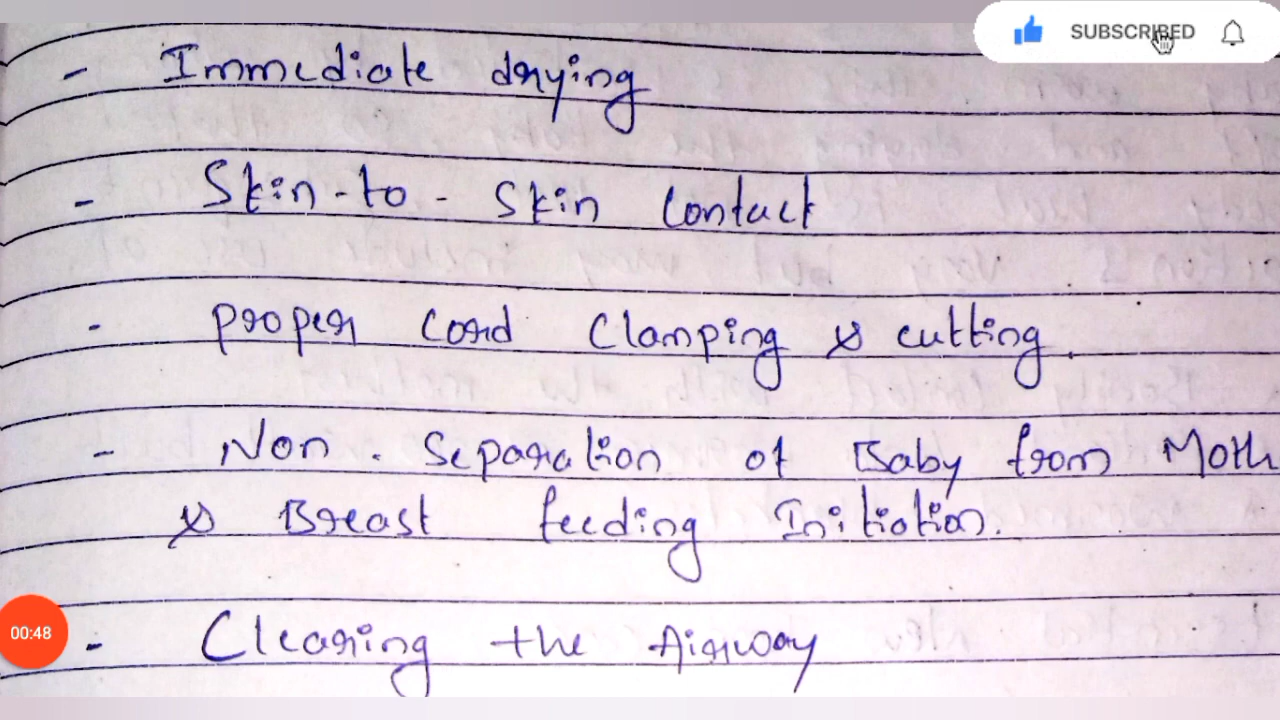 SUBSCRIBED
- Immediate drying
- Skin-to-Skin Contact
- proper Cord Clamping & cutting.
- Non-Separation of Baby from Moth
& Breast feeding Initiation.
00:48
- Clearing the Airway